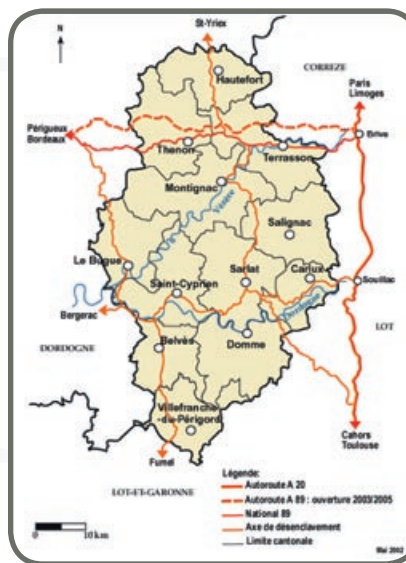 St-Yriex
N
CORREZE
Hautefort
Paris
Limoges
Périgueux
Bordeaux
Brive
Thenon
Terrasson
Montignac
Vézère
Salignac
Le Bugue
Carlux
Saint-Cyprien
Sarlat
Souillac
Dordogne
Bergerac
LOT
DORDOGNE
Belvès
Domme
Villefranche
-du-Périgord
Cahors
Toulouse
Fumel
Légende:
Autoroute A 20
LOT-ET-GARONNE
Autoroute A 89 : ouverture 2003/2005
National 89
Axe de désenclavement
Limite cantonale
0 10 km
Mai 2002